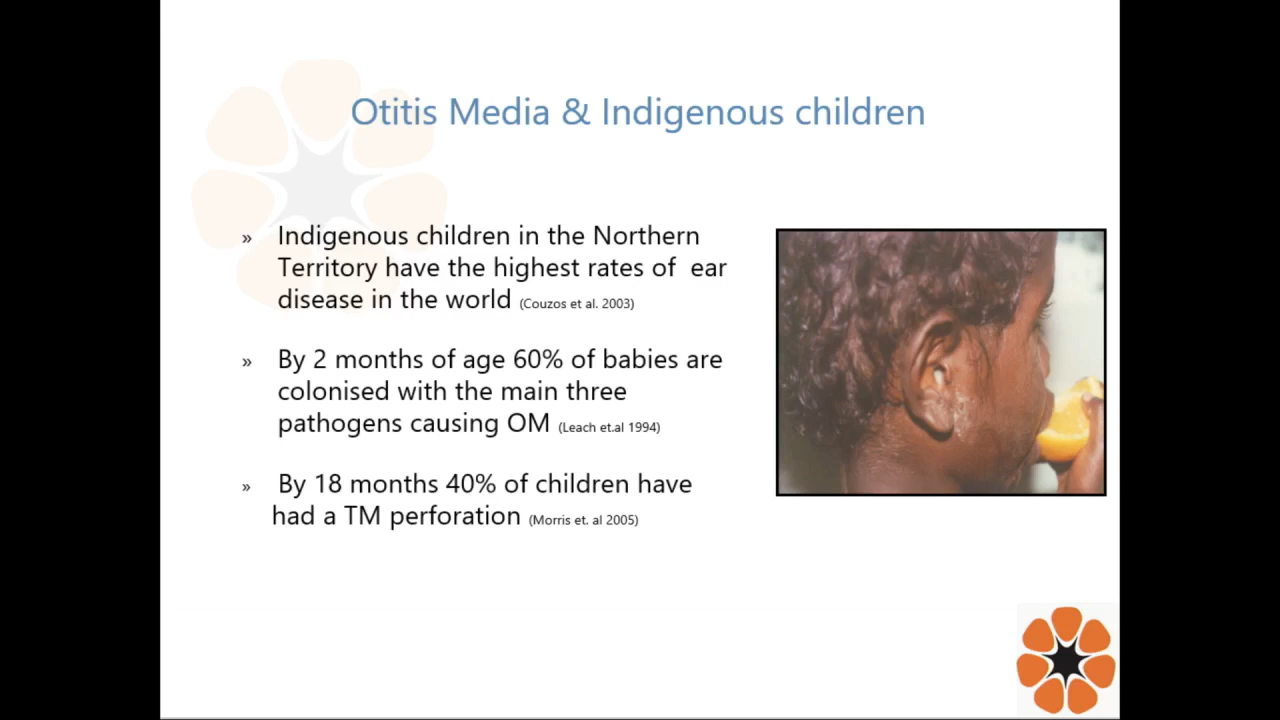 Otitis Media & Indigenous children
» Indigenous children in the Northern
Territory have the highest rates of  ear
disease in the world (Couzos et al. 2003)
» By 2 months of age 60% of babies are
colonised with the main three
pathogens causing OM (Leach et.al 1994)
» By 18 months 40% of children have
had a TM perforation (Morris et. al 2005)